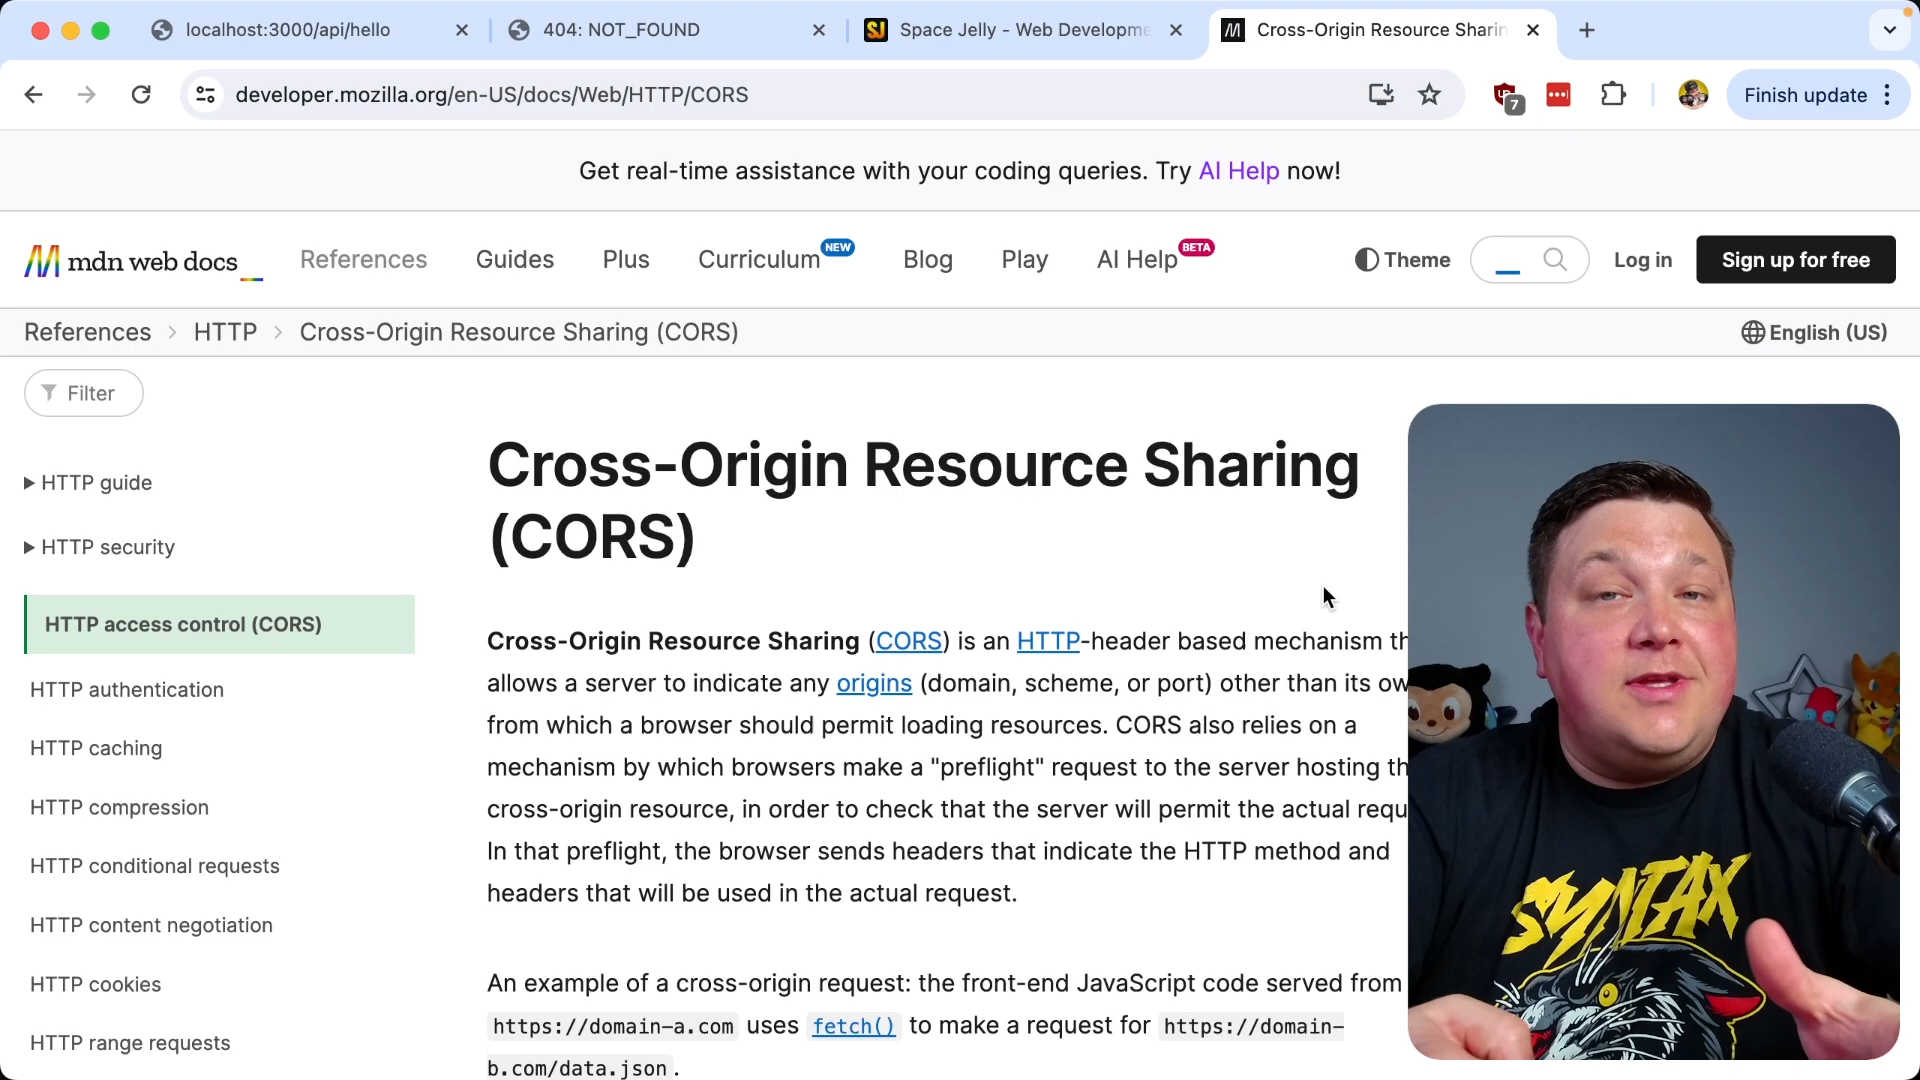 localhost:3000/api/hello
404: NOT_FOUND
SJ
Space Jelly - Web Developme
Cross-Origin Resource Sharin
developer.mozilla.org/en-US/docs/Web/HTTP/CORS
7
Finish update
Get real-time assistance with your coding queries. Try AI Help now!
mdn web docs_
References
Guides
Plus
Curriculum NEW
Blog
Play
AI Help BETA
Theme
Log in
Sign up for free
References > HTTP > Cross-Origin Resource Sharing (CORS)
English (US)
Filter
HTTP guide
HTTP security
HTTP access control (CORS)
HTTP authentication
HTTP caching
HTTP compression
HTTP conditional requests
HTTP content negotiation
HTTP cookies
HTTP range requests
Cross-Origin Resource Sharing
(CORS)
Cross-Origin Resource Sharing (CORS) is an HTTP-header based mechanism th
allows a server to indicate any origins (domain, scheme, or port) other than its ow
from which a browser should permit loading resources. CORS also relies on a
mechanism by which browsers make a "preflight" request to the server hosting th
cross-origin resource, in order to check that the server will permit the actual requ
In that preflight, the browser sends headers that indicate the HTTP method and
headers that will be used in the actual request.
An example of a cross-origin request: the front-end JavaScript code served from
https://domain-a.com uses fetch() to make a request for https://domain-
b.com/data.json.
SYNTAX